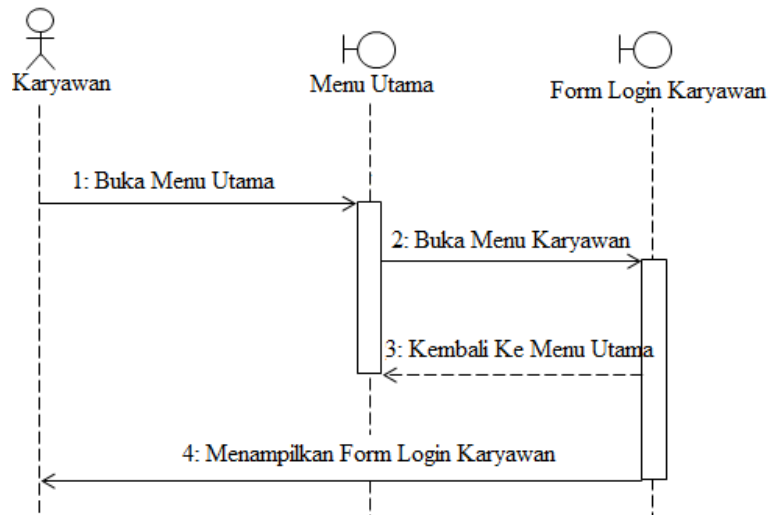 Karyawan
Menu Utama
Form Login Karyawan
1: Buka Menu Utama
2: Buka Menu Karyawan
3: Kembali Ke Menu Utama
4: Menampilkan Form Login Karyawan